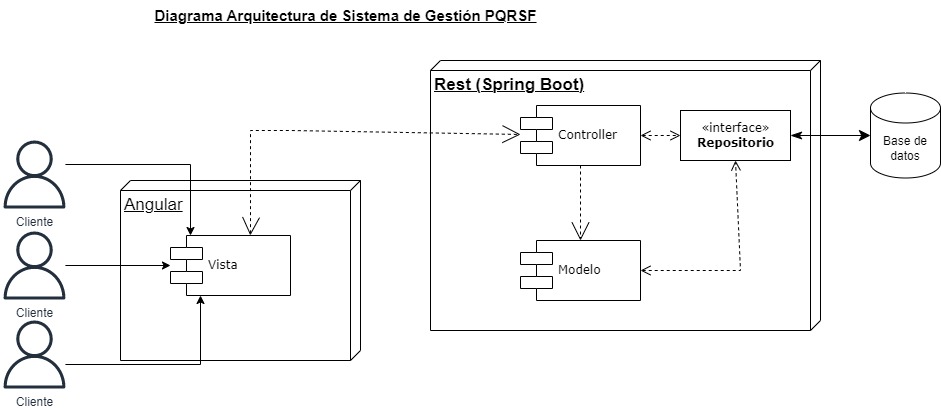 Diagrama Arquitectura de Sistema de Gestión PQRSF
Rest (Spring Boot)
Controller
«interface»
Repositorio
Base de
datos
Angular
Cliente
Vista
Modelo
Cliente
Cliente